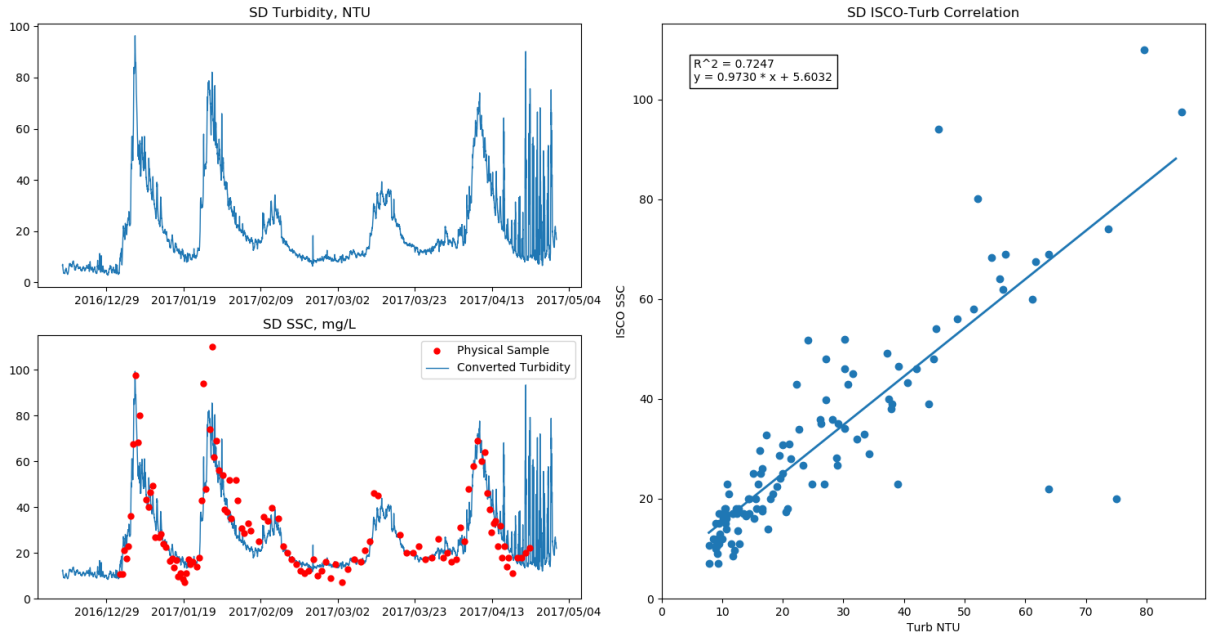 SD Turbidity, NTU
100
80
60
40
20
0
2016/12/29 2017/01/19 2017/02/09 2017/03/02 2017/03/23 2017/04/13 2017/05/04
SD SSC, mg/L
Physical Sample
Converted Turbidity
100
80
60
40
20
0
2016/12/29 2017/01/19 2017/02/09 2017/03/02 2017/03/23 2017/04/13 2017/05/04
SD ISCO-Turb Correlation
R^2 = 0.7247
y = 0.9730 * x + 5.6032
ISCO SSC
100
80
60
40
20
0
0 10 20 30 40 50 60 70 80
Turb NTU